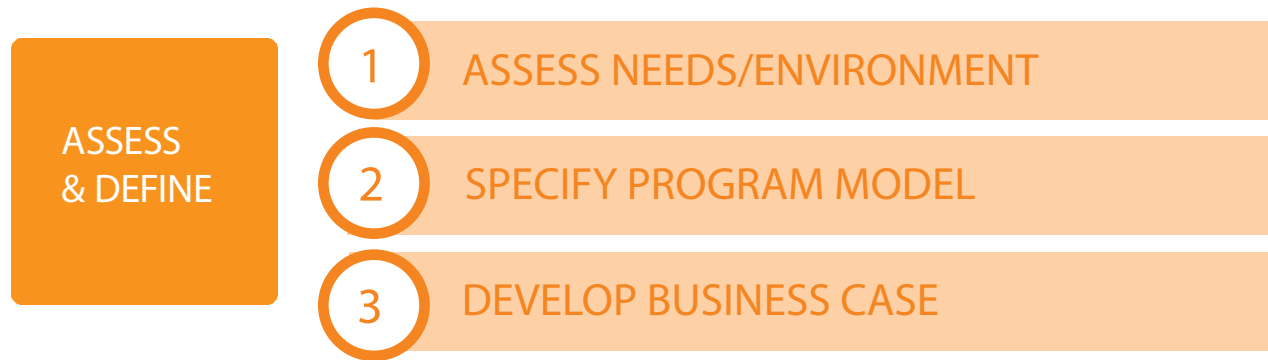 ASSESS
& DEFINE
1
ASSESS NEEDS/ENVIRONMENT
2
SPECIFY PROGRAM MODEL
3
DEVELOP BUSINESS CASE